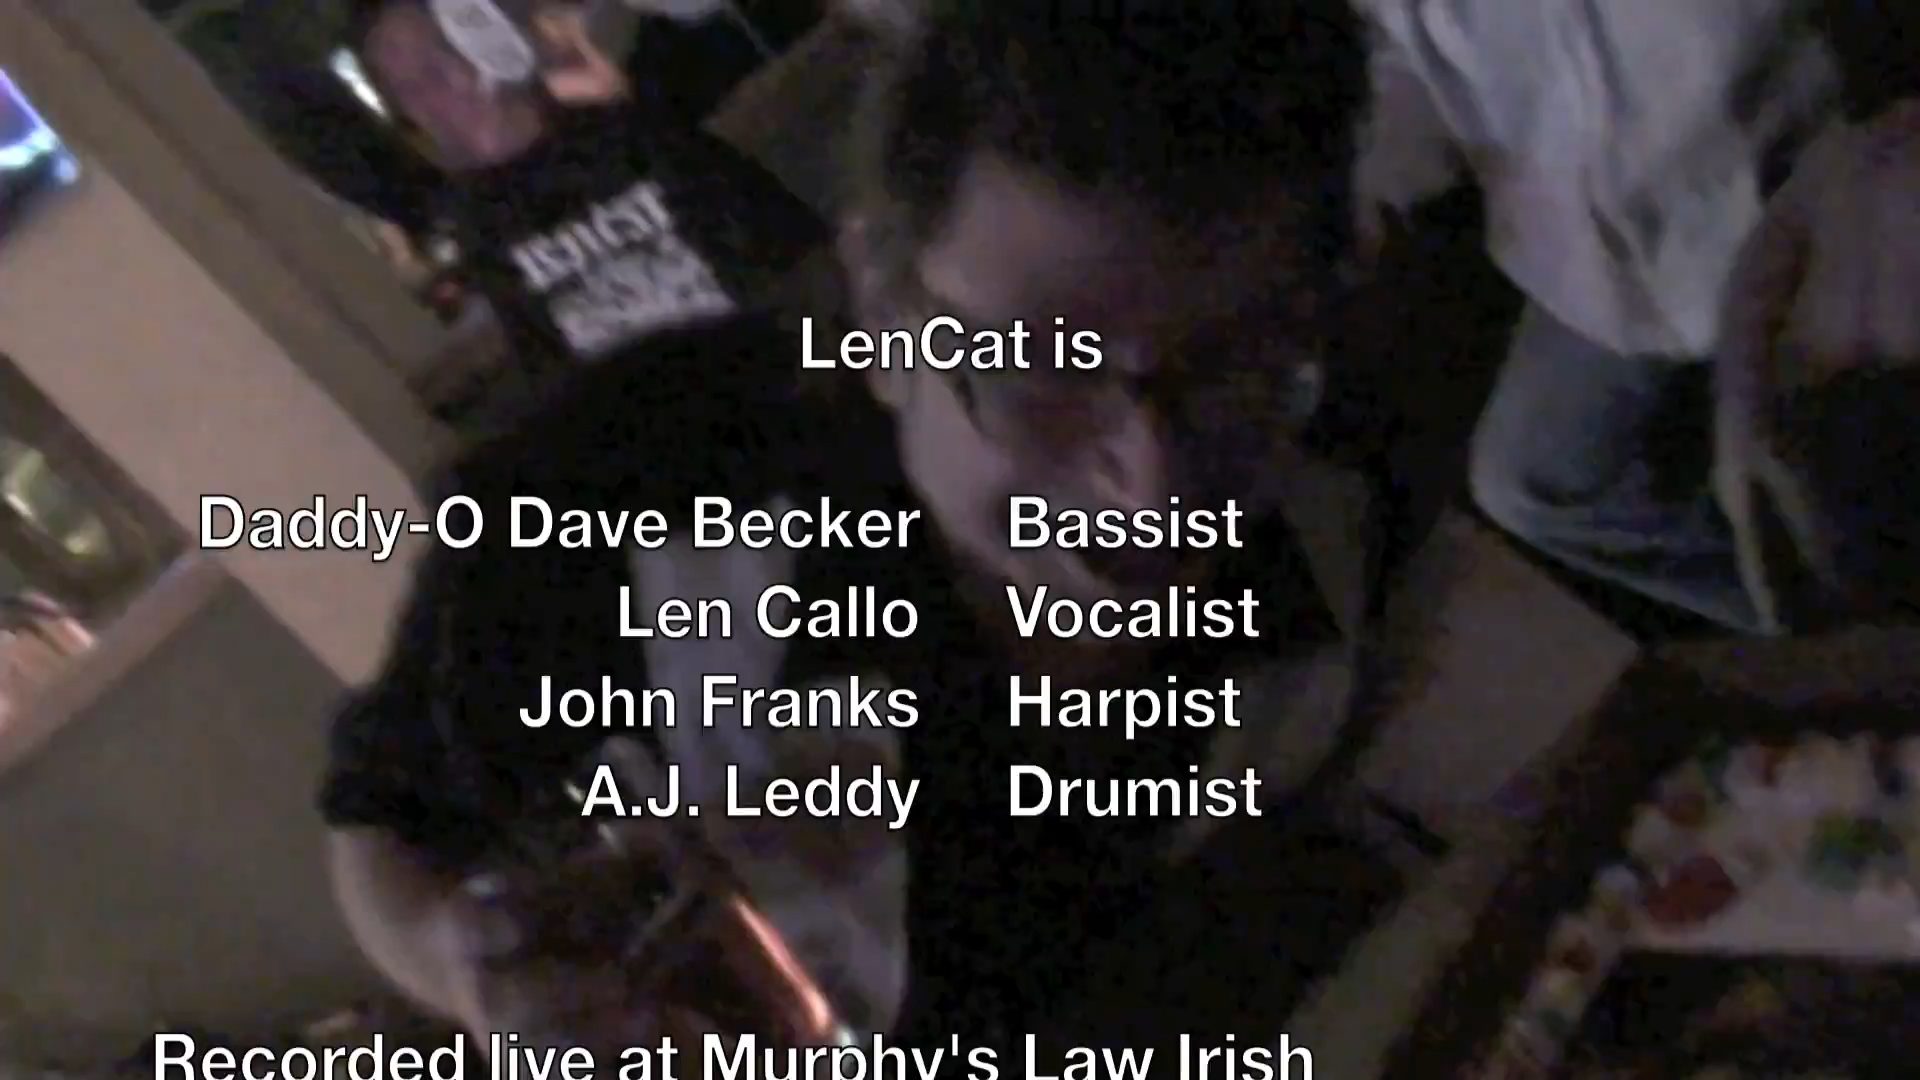 LenCat is
Daddy-O Dave Becker Bassist
Len Callo Vocalist
John Franks Harpist
A.J. Leddy Drumist
Recorded live at Murphy's Law Irish